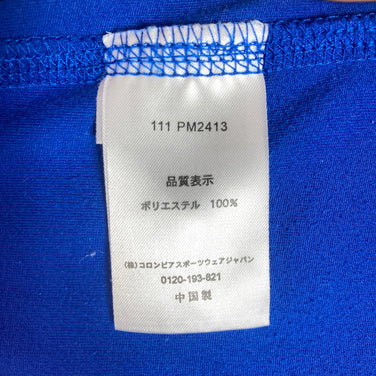 111 PM2413
品質表示
ポリエステル 100%
(株)コロンビアスポーツウェアジャパン
0120-193-821
中国製